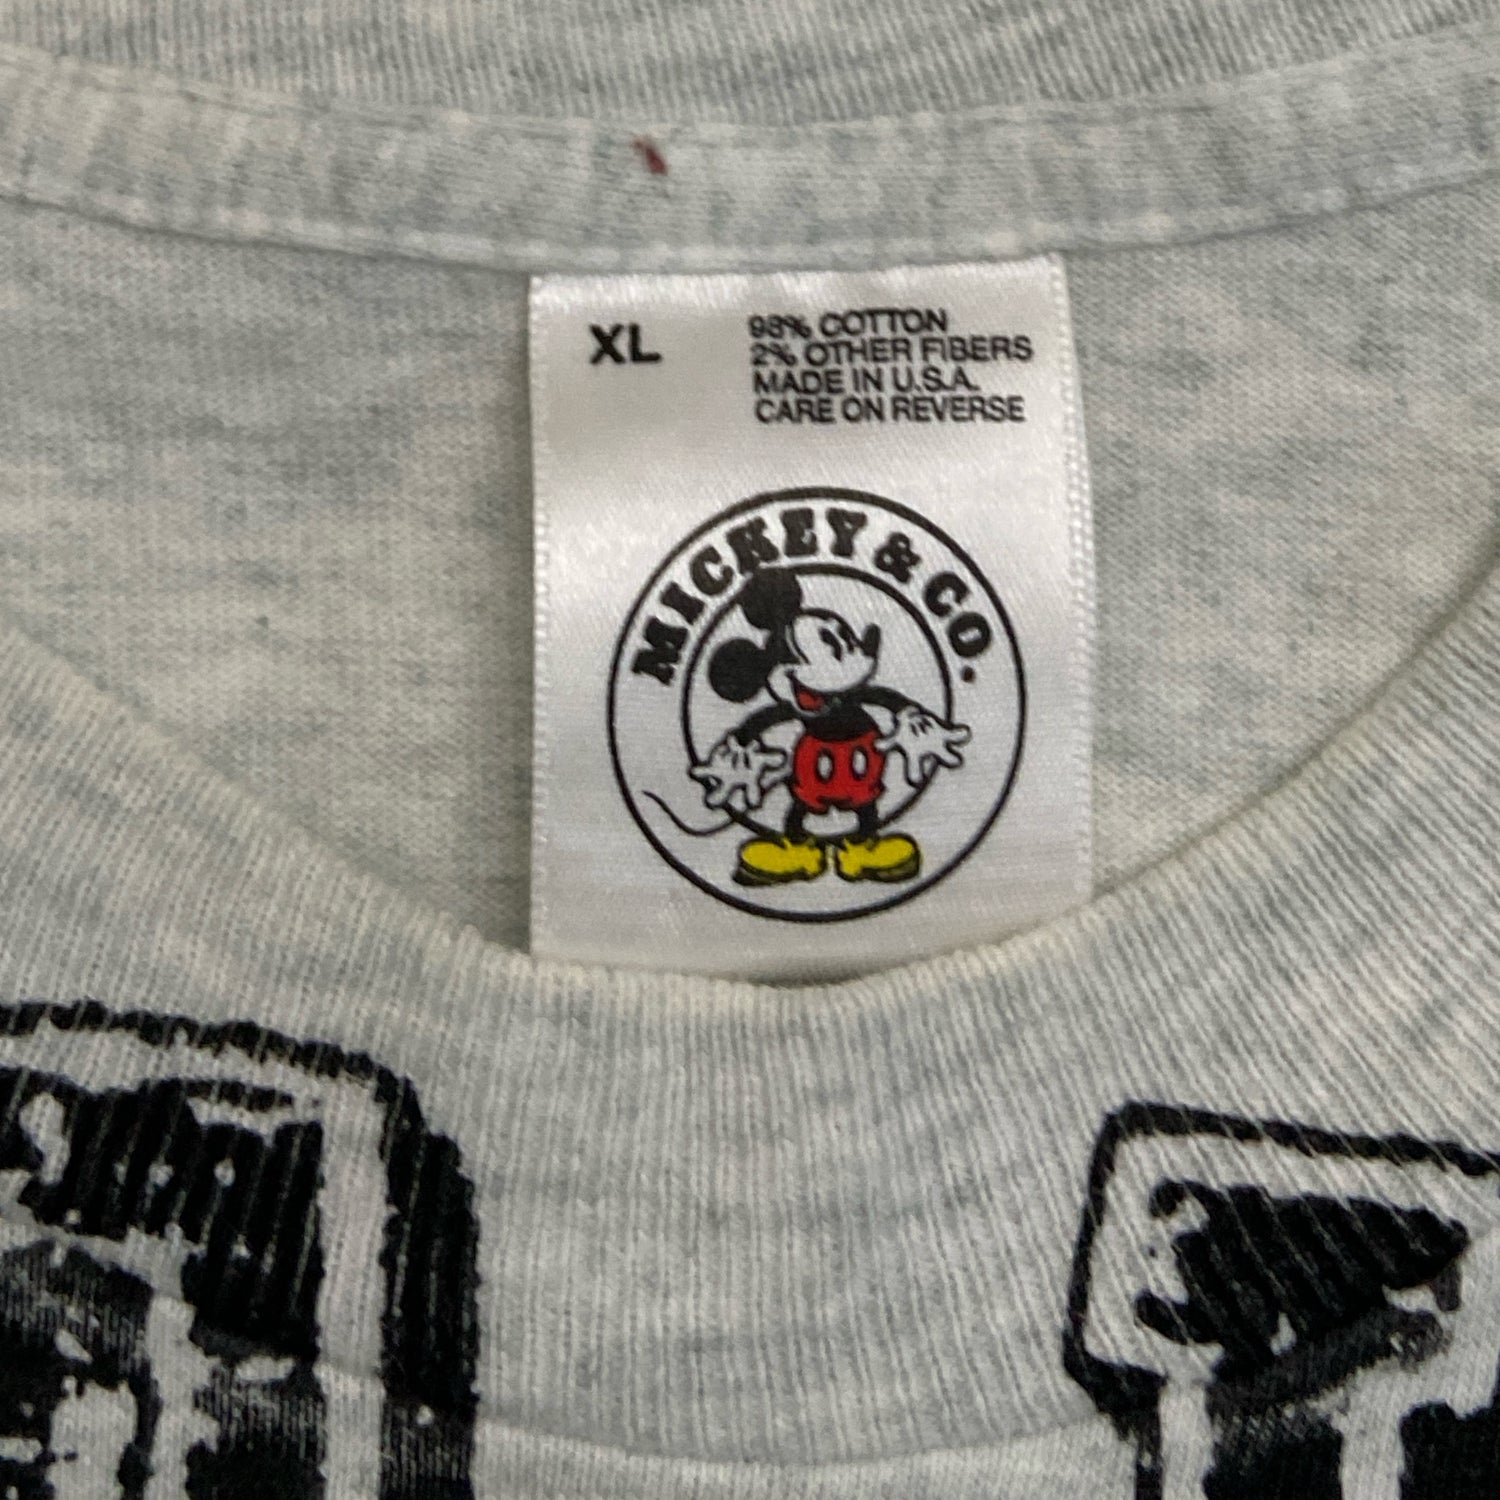 XL
98% COTTON
2% OTHER FIBERS
MADE IN U.S.A.
CARE ON REVERSE
MICKEY & CO.